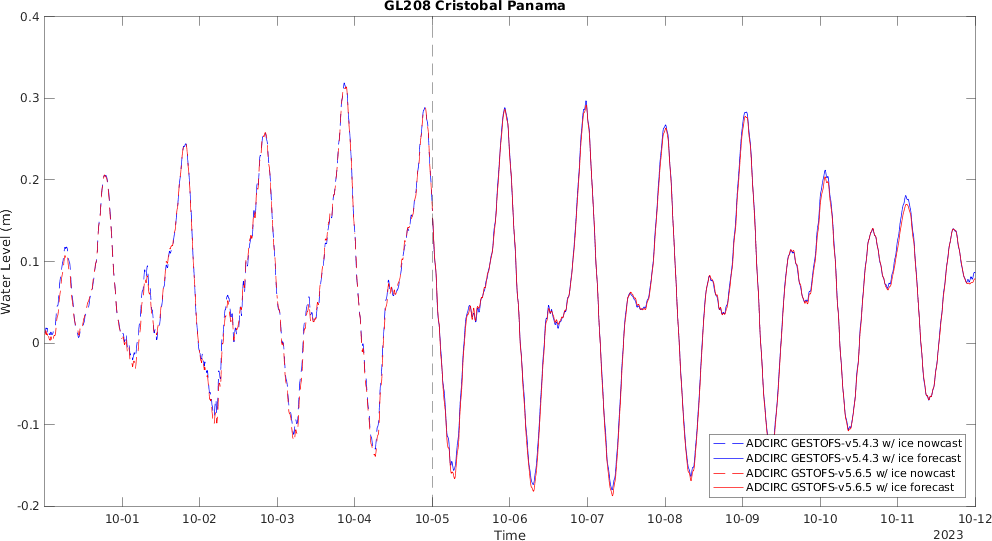 GL208 Cristobal Panama
0.4
0.3
0.2
0.1
0
-0.1
-0.2
Water Level (m)
ADCIRC GESTOFS-v5.4.3 w/ ice nowcast
ADCIRC GESTOFS-v5.4.3 w/ ice forecast
ADCIRC GSTOFS-v5.6.5 w/ ice nowcast
ADCIRC GSTOFS-v5.6.5 w/ ice forecast
10-01 10-02 10-03 10-04 10-05 10-06 10-07 10-08 10-09 10-10 10-11 10-12
Time
2023